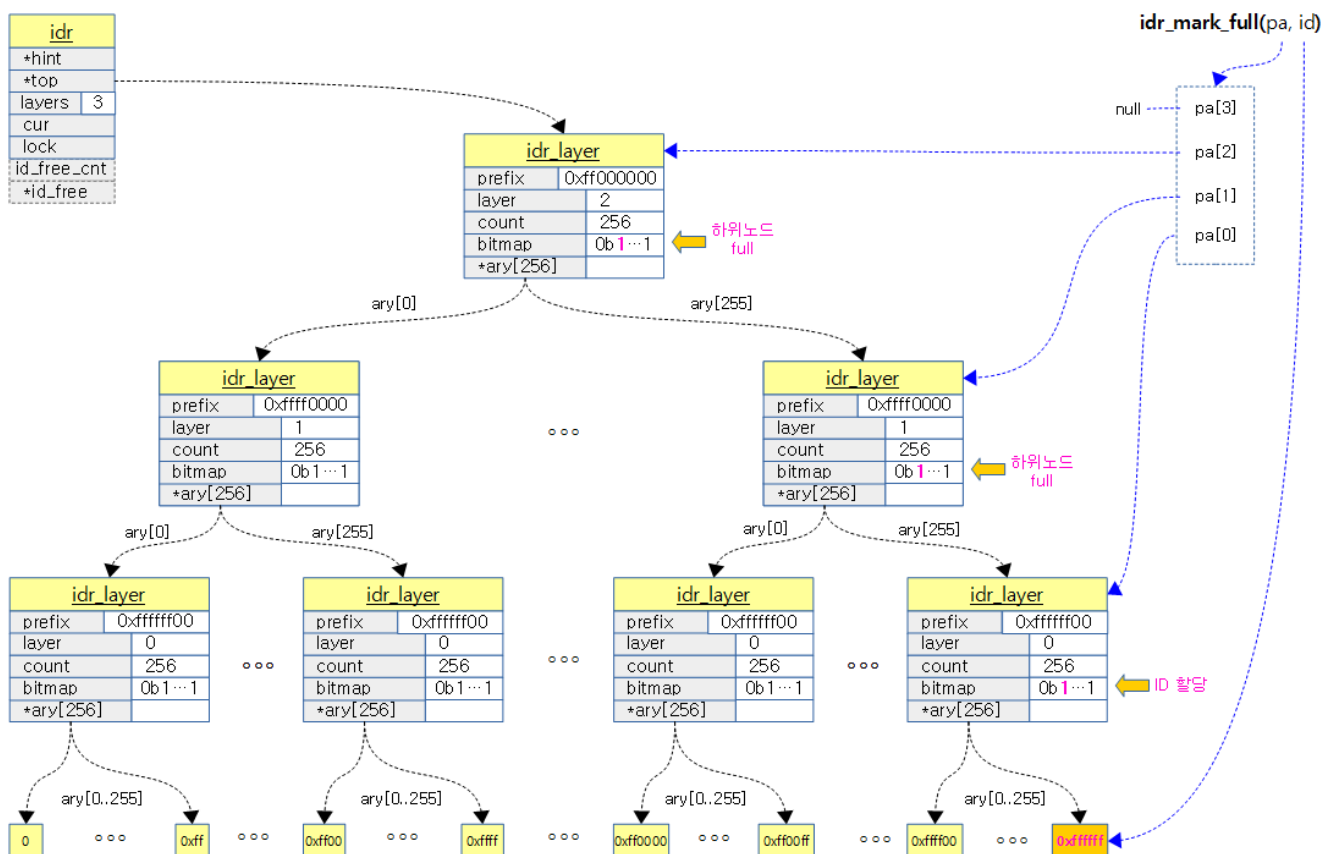 idr
*hint
*top
layers 3
cur
lock
id_free_cnt
*id_free
idr_mark_full(pa, id)
null
pa[3]
pa[2]
pa[1]
pa[0]
idr_layer
prefix 0xff000000
layer 2
count 256
bitmap 0b1…1
*ary[256]
하위노드
full
ary[0]
ary[255]
idr_layer
prefix 0xffff0000
layer 1
count 256
bitmap 0b1…1
*ary[256]
idr_layer
prefix 0xffff0000
layer 1
count 256
bitmap 0b1…1
*ary[256]
하위노드
full
ary[0]
ary[255]
ary[0]
ary[255]
idr_layer
prefix 0xffffff00
layer 0
count 256
bitmap 0b1…1
*ary[256]
idr_layer
prefix 0xffffff00
layer 0
count 256
bitmap 0b1…1
*ary[256]
idr_layer
prefix 0xffffff00
layer 0
count 256
bitmap 0b1…1
*ary[256]
idr_layer
prefix 0xffffff00
layer 0
count 256
bitmap 0b1…1
*ary[256]
ID 할당
ary[0..255]
ary[0..255]
ary[0..255]
ary[0..255]
0
0xff
0xff00
0xffff
0xff0000
0xff00ff
0xffff00
0xffffff